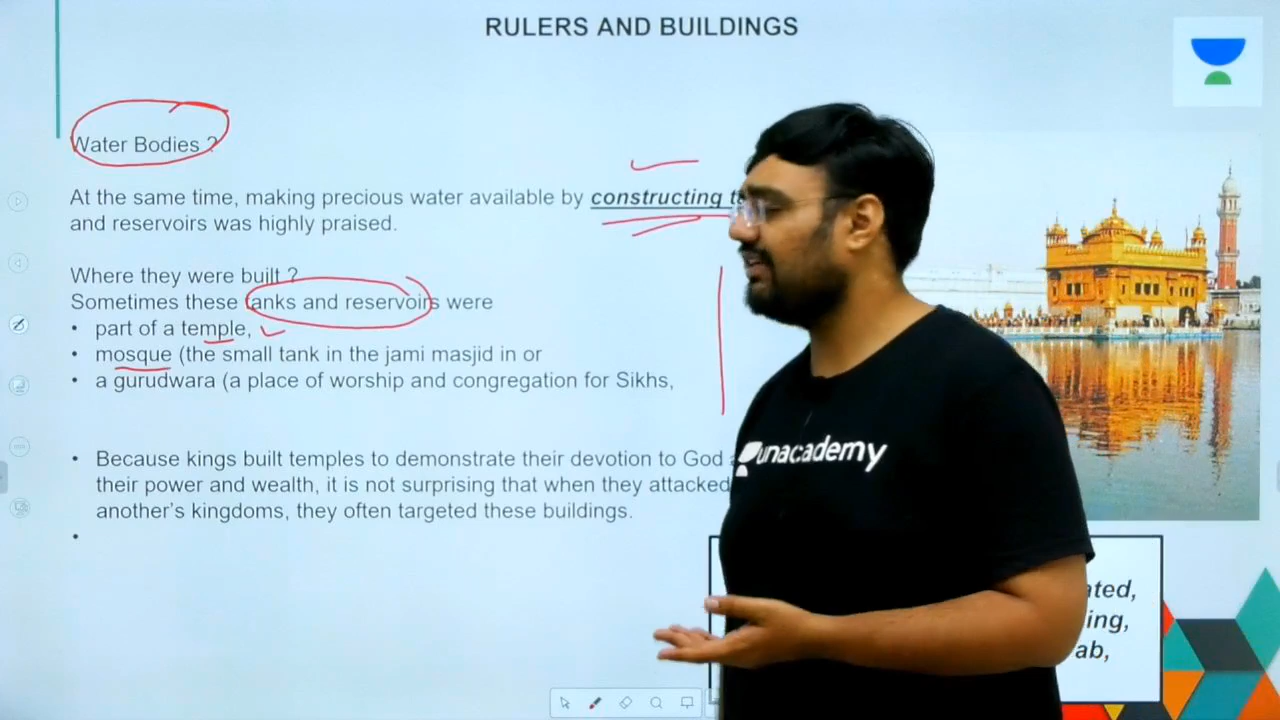 RULERS AND BUILDINGS
Water Bodies ?
At the same time, making precious water available by constructing
and reservoirs was highly praised.
Where they were built ?
Sometimes these tanks and reservoirs were
• part of a temple,
• mosque (the small tank in the jami masjid in or
• a gurudwara (a place of worship and congregation for Sikhs,
• Because kings built temples to demonstrate their devotion to God
their power and wealth, it is not surprising that when they attacked
another's kingdoms, they often targeted these buildings.
•
unacademy